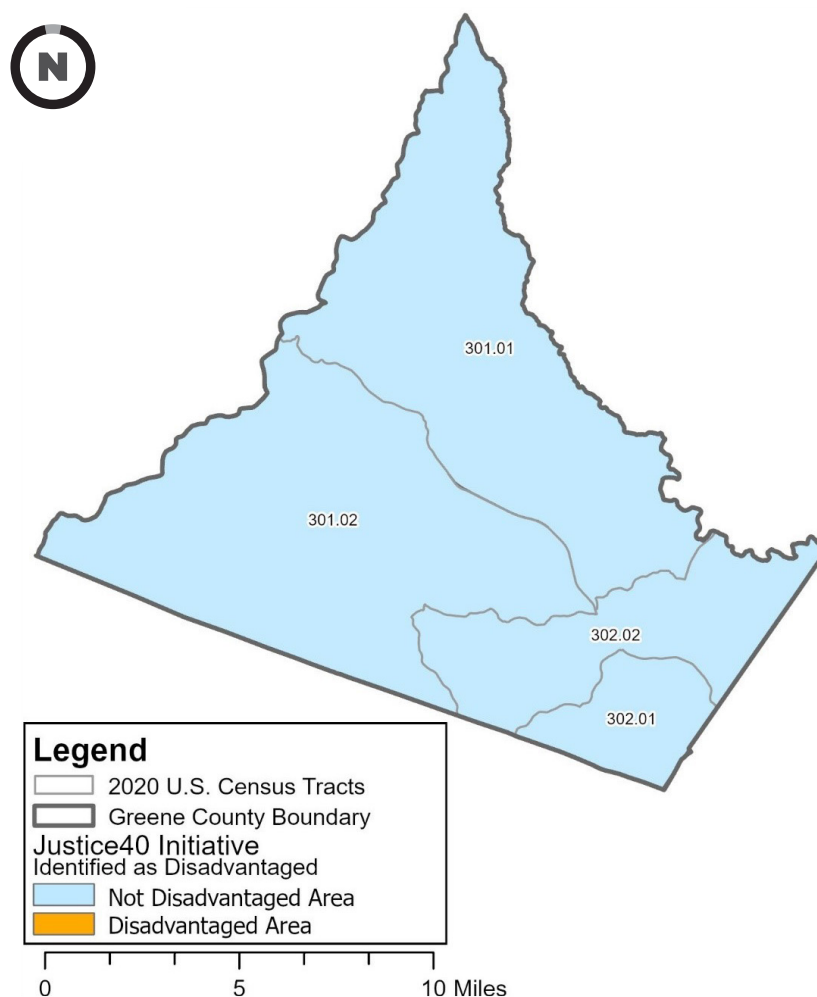 N
301.01
301.02
302.02
302.01
Legend
2020 U.S. Census Tracts
Greene County Boundary
Justice40 Initiative
Identified as Disadvantaged
Not Disadvantaged Area
Disadvantaged Area
0 5 10 Miles